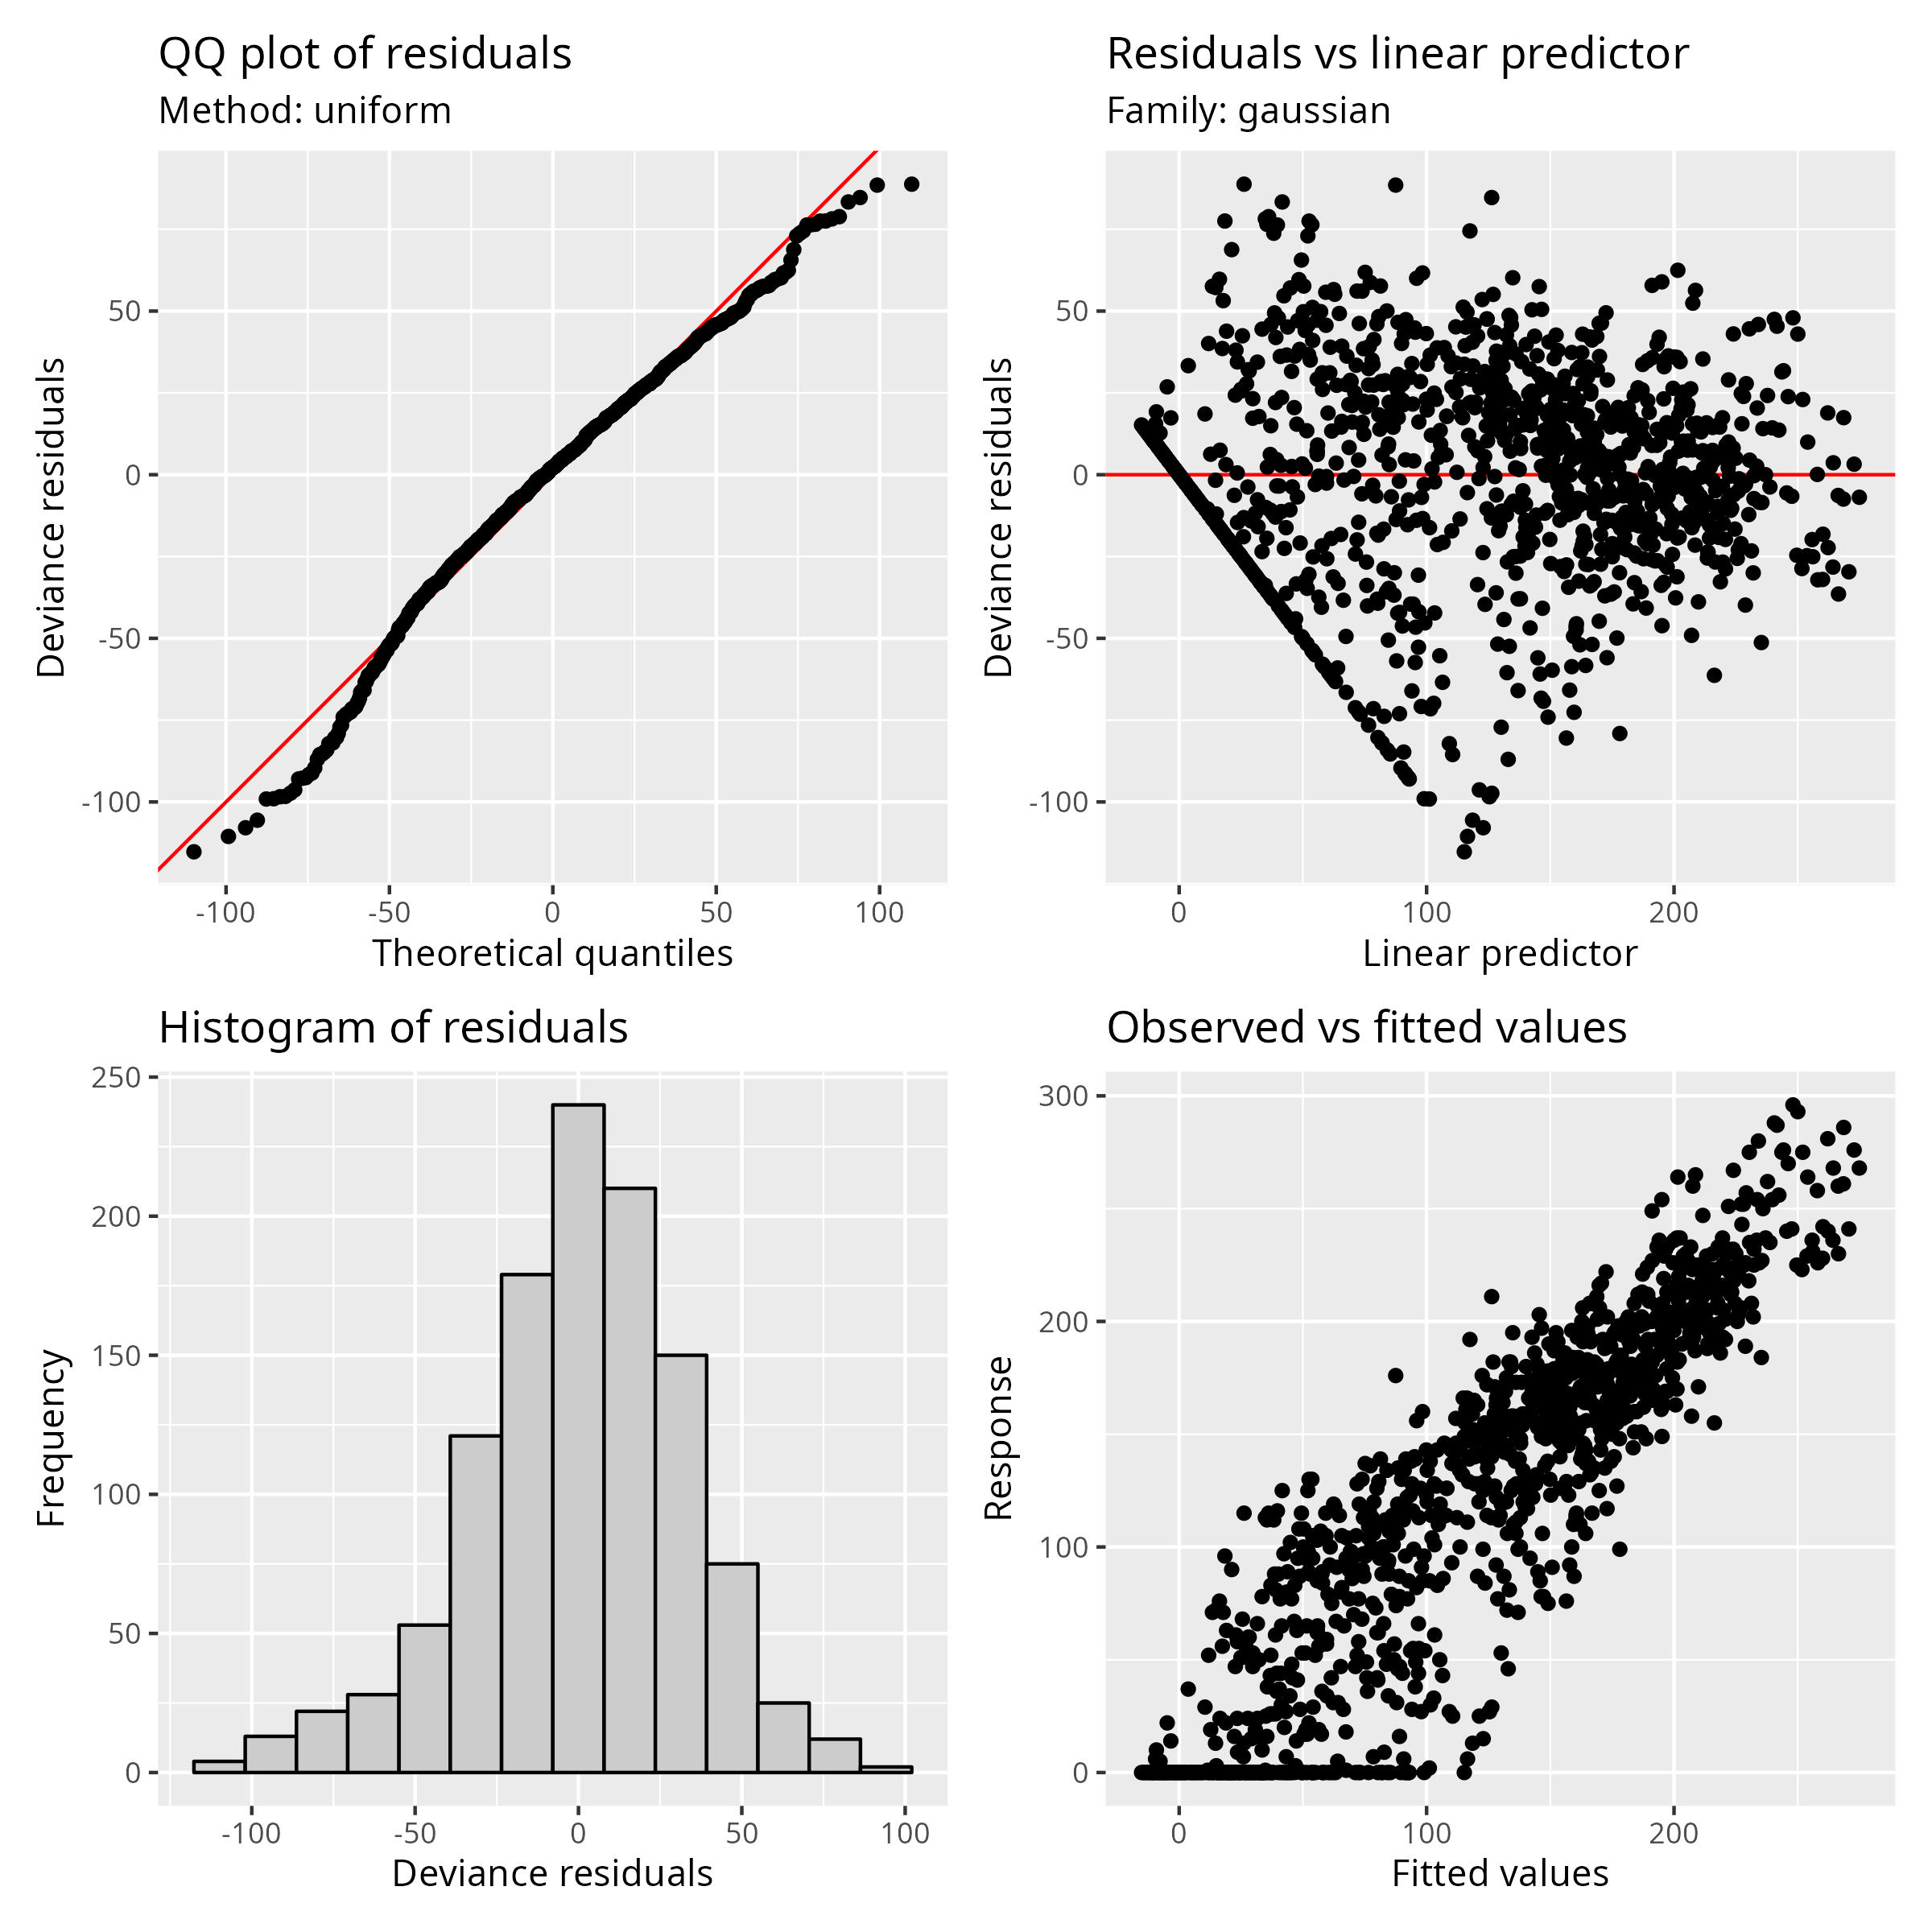 QQ plot of residuals
Method: uniform
50
0
-50
-100
-100
-50
0
50
100
Deviance residuals
Theoretical quantiles
Residuals vs linear predictor
Family: gaussian
50
0
-50
-100
0
100
200
Deviance residuals
Linear predictor
Histogram of residuals
250
200
150
100
50
0
-100
-50
0
50
100
Frequency
Deviance residuals
Observed vs fitted values
300
200
100
0
0
100
200
Response
Fitted values